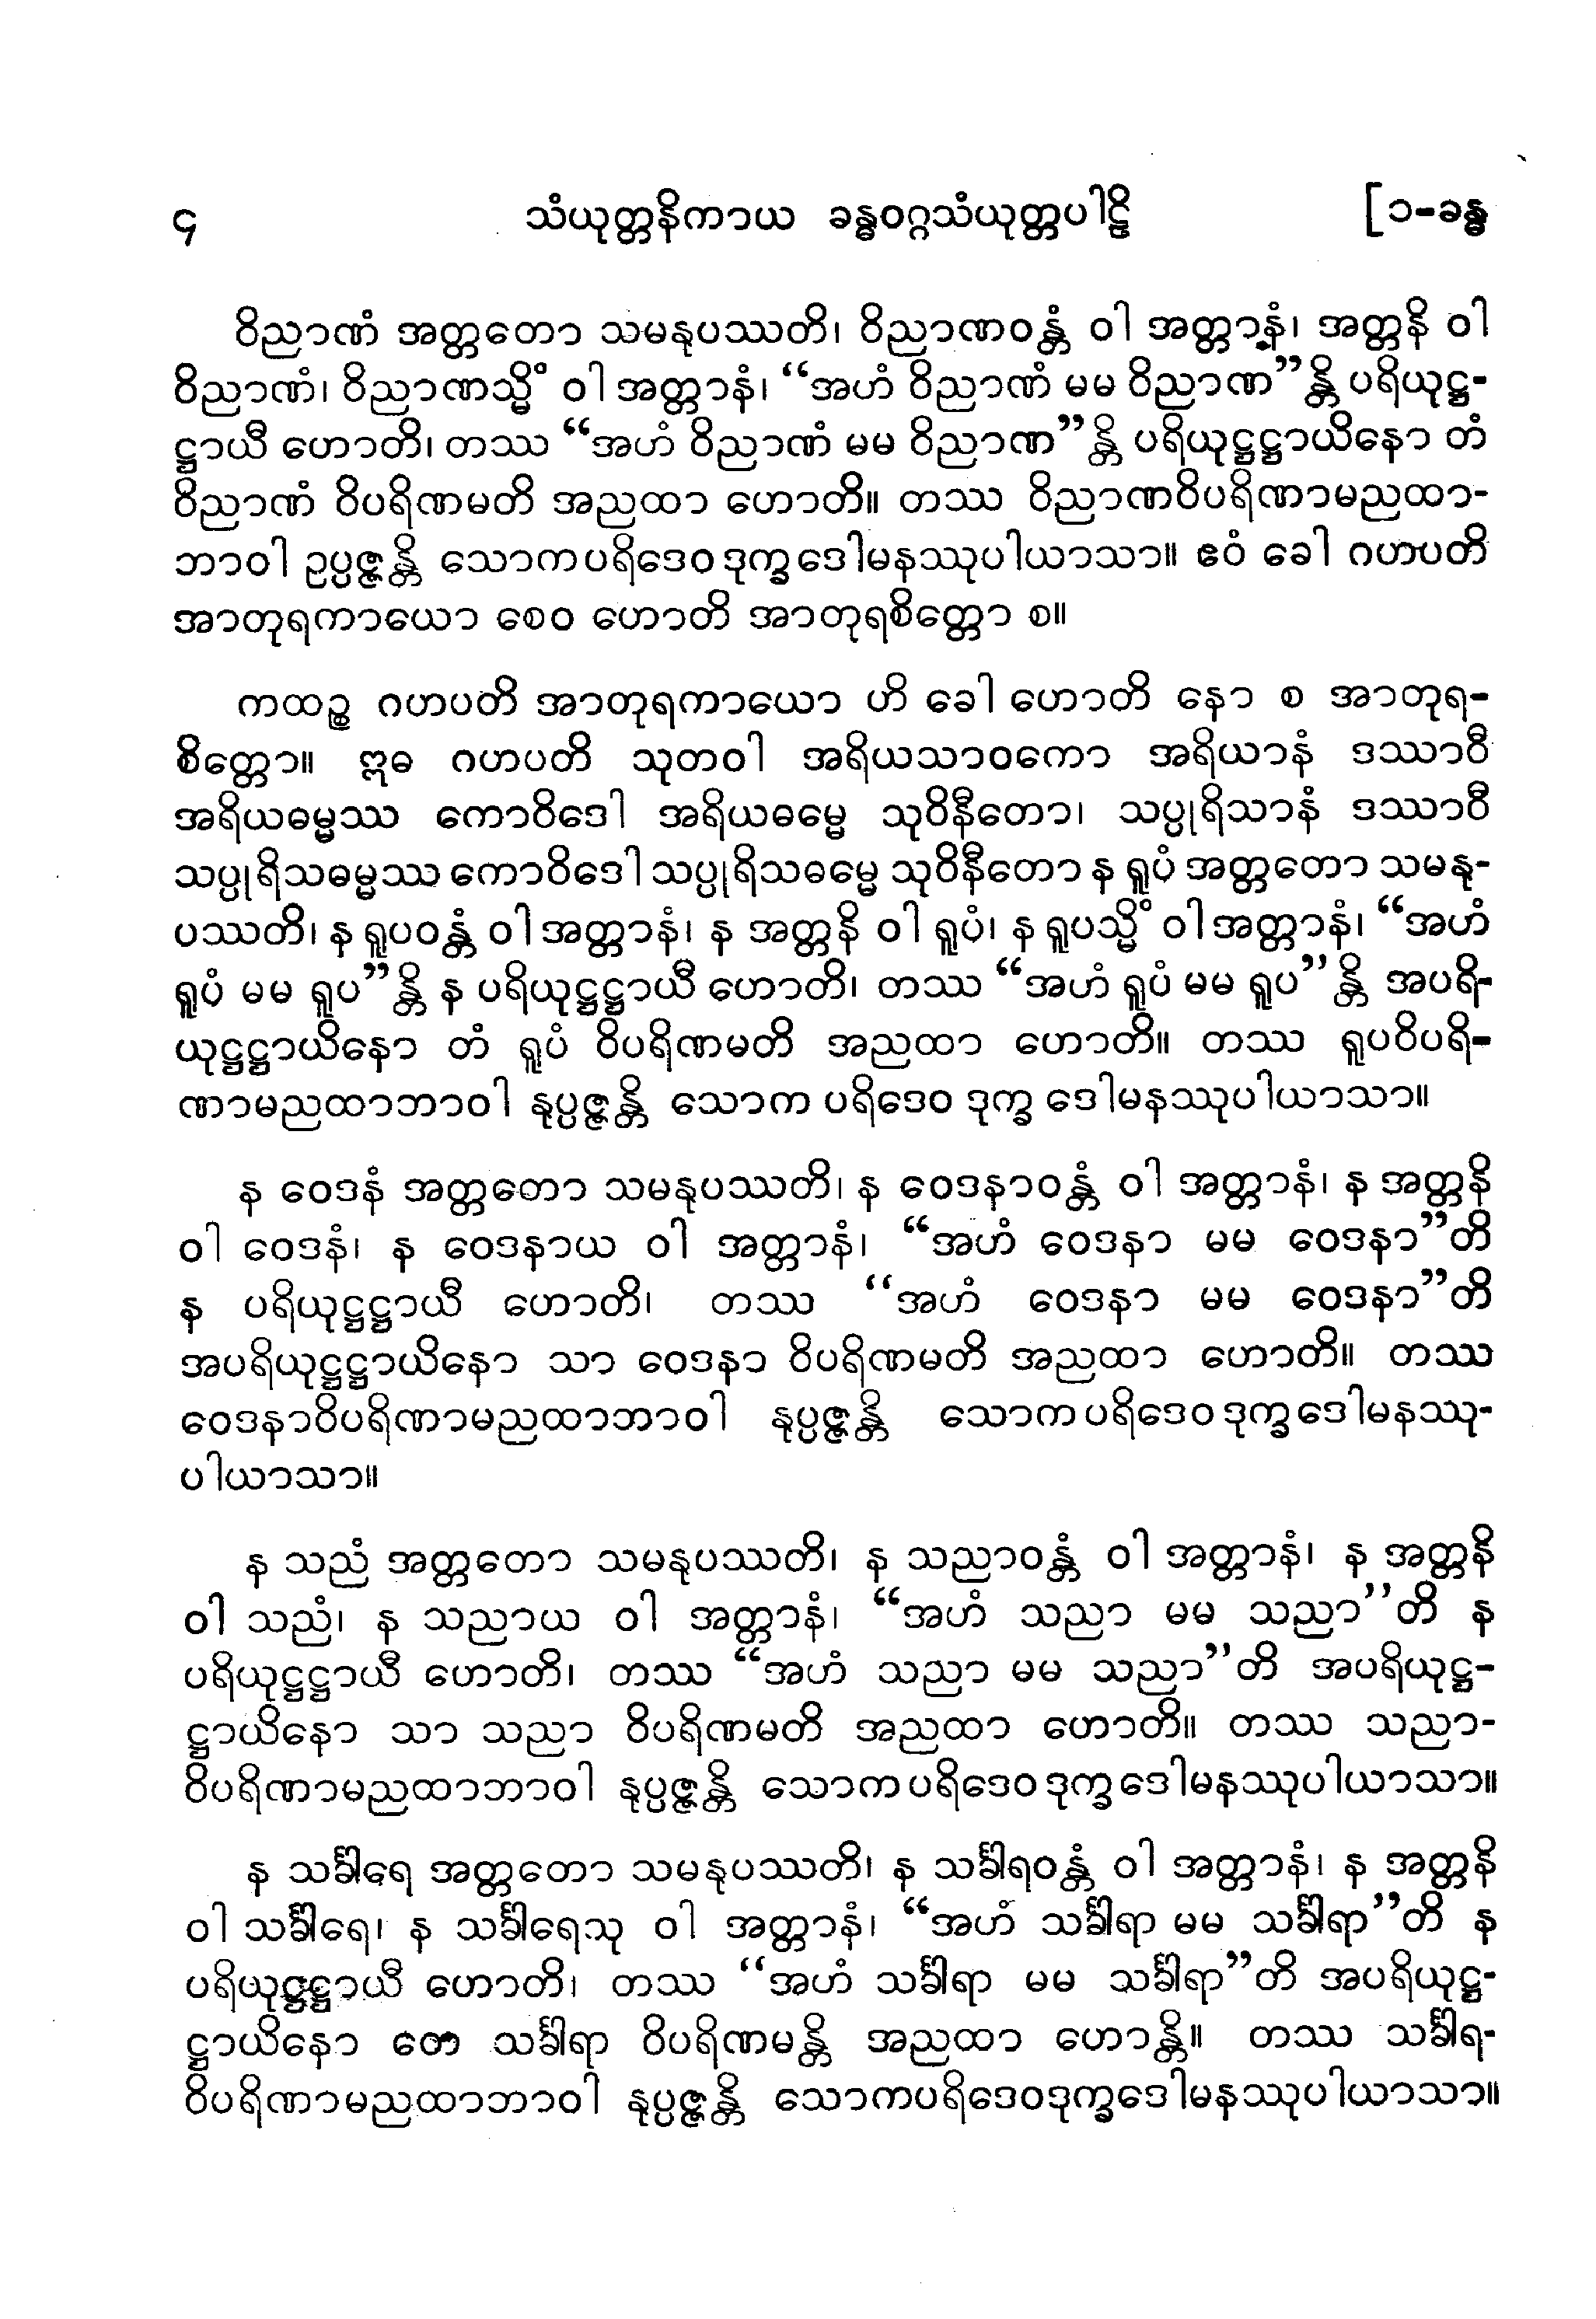 ၄ သံယုတ္တနိကာယ ခန္ဓဝဂ္ဂသံယုတ္တပါဠိ [၁-ခန္ဓ
ဝိညာဏံ အတ္တတော သမနုပဿတိ၊ ဝိညာဏဝန္တံ ဝါ အတ္တာနံ၊ အတ္တနိ ဝါ
ဝိညာဏံ၊ ဝိညာဏသ္မိံ ဝါ အတ္တာနံ၊ “အဟံ ဝိညာဏံ မမ ဝိညာဏ”န္တိ ပရိယုဋ္ဌ-
ဋ္ဌာယီ ဟောတိ၊ တဿ “အဟံ ဝိညာဏံ မမ ဝိညာဏ”န္တိ ပရိယုဋ္ဌဋ္ဌာယိနော တံ
ဝိညာဏံ ဝိပရိဏမတိ အညထာ ဟောတိ။ တဿ ဝိညာဏဝိပရိဏာမညထာ-
ဘာဝါ ဥပ္ပဇ္ဇန္တိ သောကပရိဒေဝဒုက္ခဒေါမနဿုပါယာသာ။ ဧဝံ ခေါ ဂဟပတိ
အာတုရကာယော စေဝ ဟောတိ အာတုရစိတ္တော စ။
ကထဉ္စ ဂဟပတိ အာတုရကာယော ဟိ ခေါ ဟောတိ နော စ အာတုရ-
စိတ္တော။ ဣဓ ဂဟပတိ သုတဝါ အရိယသာဝကော အရိယာနံ ဒဿာဝီ
အရိယဓမ္မဿ ကောဝိဒေါ အရိယဓမ္မေ သုဝိနီတော၊ သပ္ပုရိသာနံ ဒဿာဝီ
သပ္ပုရိသဓမ္မဿ ကောဝိဒေါ သပ္ပုရိသဓမ္မေ သုဝိနီတော န ရူပံ အတ္တတော သမနု-
ပဿတိ၊ န ရူပဝန္တံ ဝါ အတ္တာနံ၊ န အတ္တနိ ဝါ ရူပံ၊ န ရူပသ္မိံ ဝါ အတ္တာနံ၊ “အဟံ
ရူပံ မမ ရူပ”န္တိ န ပရိယုဋ္ဌဋ္ဌာယီ ဟောတိ၊ တဿ “အဟံ ရူပံ မမ ရူပ”န္တိ အပရိ-
ယုဋ္ဌဋ္ဌာယိနော တံ ရူပံ ဝိပရိဏမတိ အညထာ ဟောတိ။ တဿ ရူပဝိပရိ-
ဏာမညထာဘာဝါ နုပ္ပဇ္ဇန္တိ သောက ပရိဒေဝ ဒုက္ခ ဒေါမနဿုပါယာသာ။
န ဝေဒနံ အတ္တတော သမနုပဿတိ၊ န ဝေဒနာဝန္တံ ဝါ အတ္တာနံ၊ န အတ္တနိ
ဝါ ဝေဒနံ၊ န ဝေဒနာယ ဝါ အတ္တာနံ၊ “အဟံ ဝေဒနာ မမ ဝေဒနာ”တိ
န ပရိယုဋ္ဌဋ္ဌာယီ ဟောတိ၊ တဿ “အဟံ ဝေဒနာ မမ ဝေဒနာ”တိ
အပရိယုဋ္ဌဋ္ဌာယိနော သာ ဝေဒနာ ဝိပရိဏမတိ အညထာ ဟောတိ။ တဿ
ဝေဒနာဝိပရိဏာမညထာဘာဝါ နုပ္ပဇ္ဇန္တိ သောကပရိဒေဝဒုက္ခဒေါမနဿု-
ပါယာသာ။
န သညံ အတ္တတော သမနုပဿတိ၊ န သညာဝန္တံ ဝါ အတ္တာနံ၊ န အတ္တနိ
ဝါ သညံ၊ န သညာယ ဝါ အတ္တာနံ၊ “အဟံ သညာ မမ သညာ”တိ န
ပရိယုဋ္ဌဋ္ဌာယီ ဟောတိ၊ တဿ “အဟံ သညာ မမ သညာ”တိ အပရိယုဋ္ဌ-
ဋ္ဌာယိနော သာ သညာ ဝိပရိဏမတိ အညထာ ဟောတိ။ တဿ သညာ-
ဝိပရိဏာမညထာဘာဝါ နုပ္ပဇ္ဇန္တိ သောကပရိဒေဝဒုက္ခဒေါမနဿုပါယာသာ။
န သင်္ခါရေ အတ္တတော သမနုပဿတိ၊ န သင်္ခါရဝန္တံ ဝါ အတ္တာနံ၊ န အတ္တနိ
ဝါ သင်္ခါရေ၊ န သင်္ခါရေသု ဝါ အတ္တာနံ၊ “အဟံ သင်္ခါရာ မမ သင်္ခါရာ”တိ န
ပရိယုဋ္ဌဋ္ဌာယီ ဟောတိ၊ တဿ “အဟံ သင်္ခါရာ မမ သင်္ခါရာ”တိ အပရိယုဋ္ဌ-
ဋ္ဌာယိနော တေ သင်္ခါရာ ဝိပရိဏမန္တိ အညထာ ဟောန္တိ။ တဿ သင်္ခါရ-
ဝိပရိဏာမညထာဘာဝါ နုပ္ပဇ္ဇန္တိ သောကပရိဒေဝဒုက္ခဒေါမနဿုပါယာသာ။